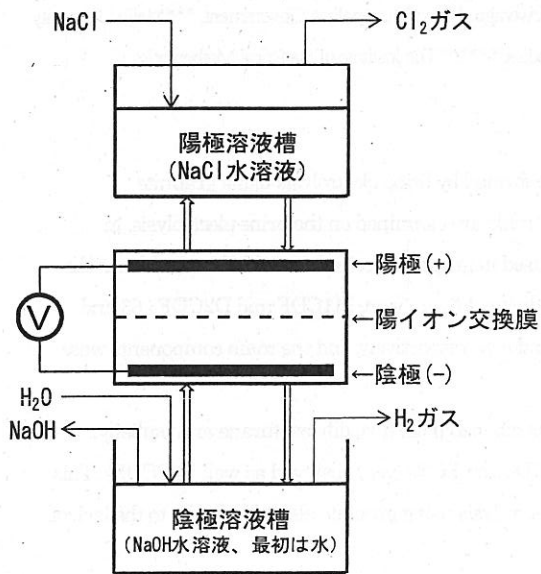 NaCl
Cl₂ガス
陽極溶液槽
(NaCl水溶液)
陽極(+)
陽イオン交換膜
陰極(-)
V
H₂O
NaOH
H₂ガス
陰極溶液槽
(NaOH水溶液、最初は水)